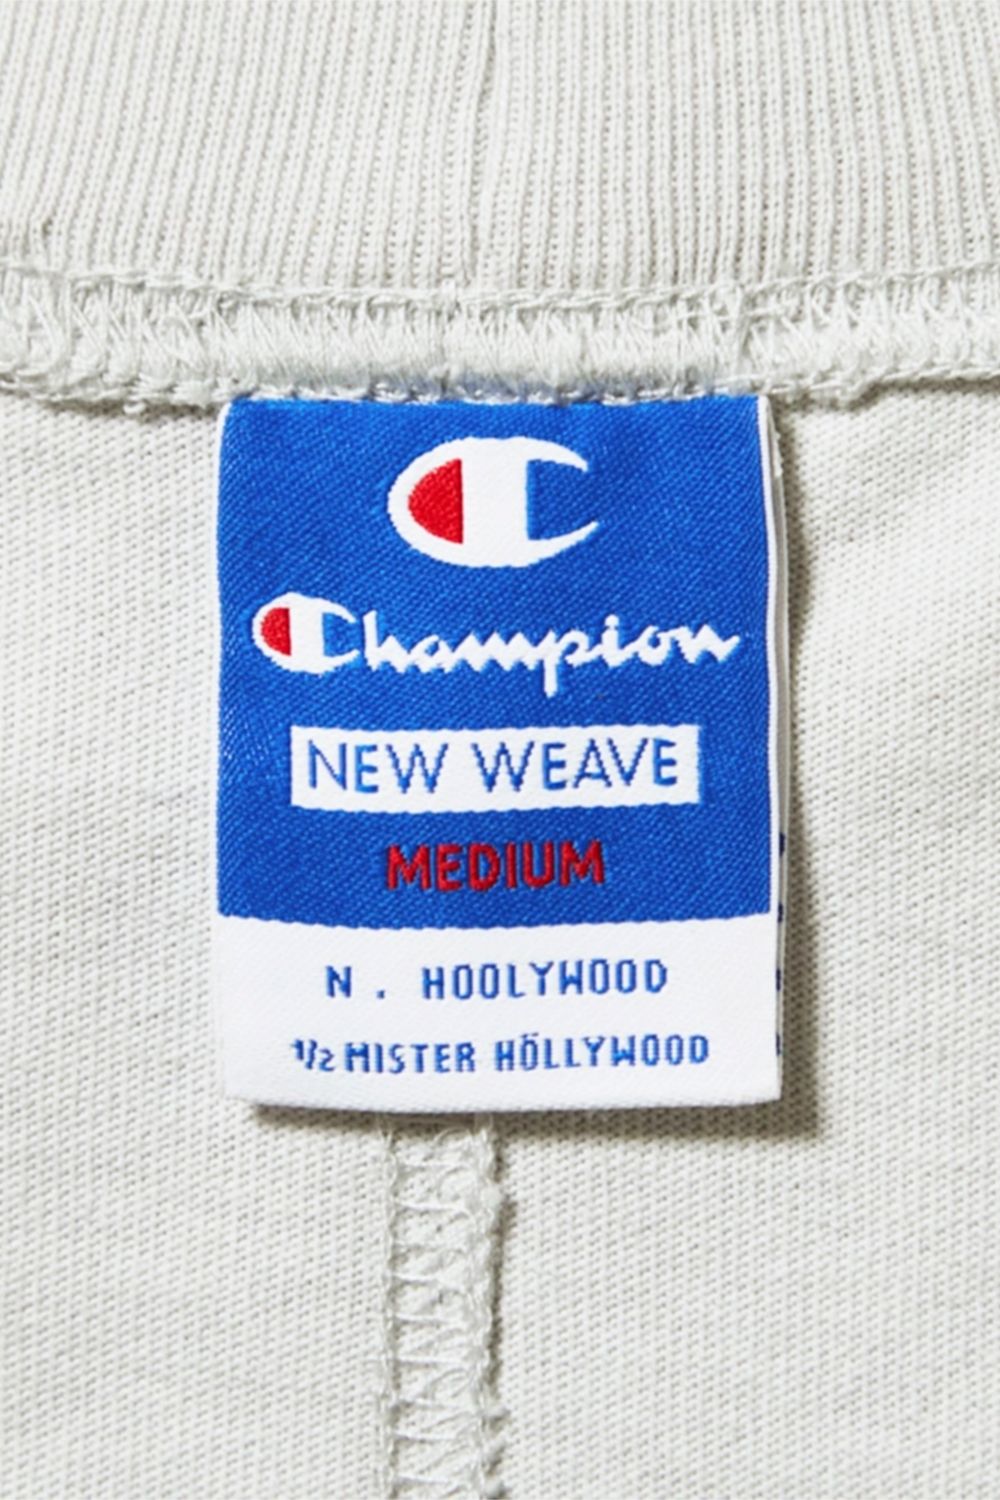 C
Champion
NEW WEAVE
MEDIUM
N. HOOLYWOOD
1/2 MISTER HÖLLYWOOD